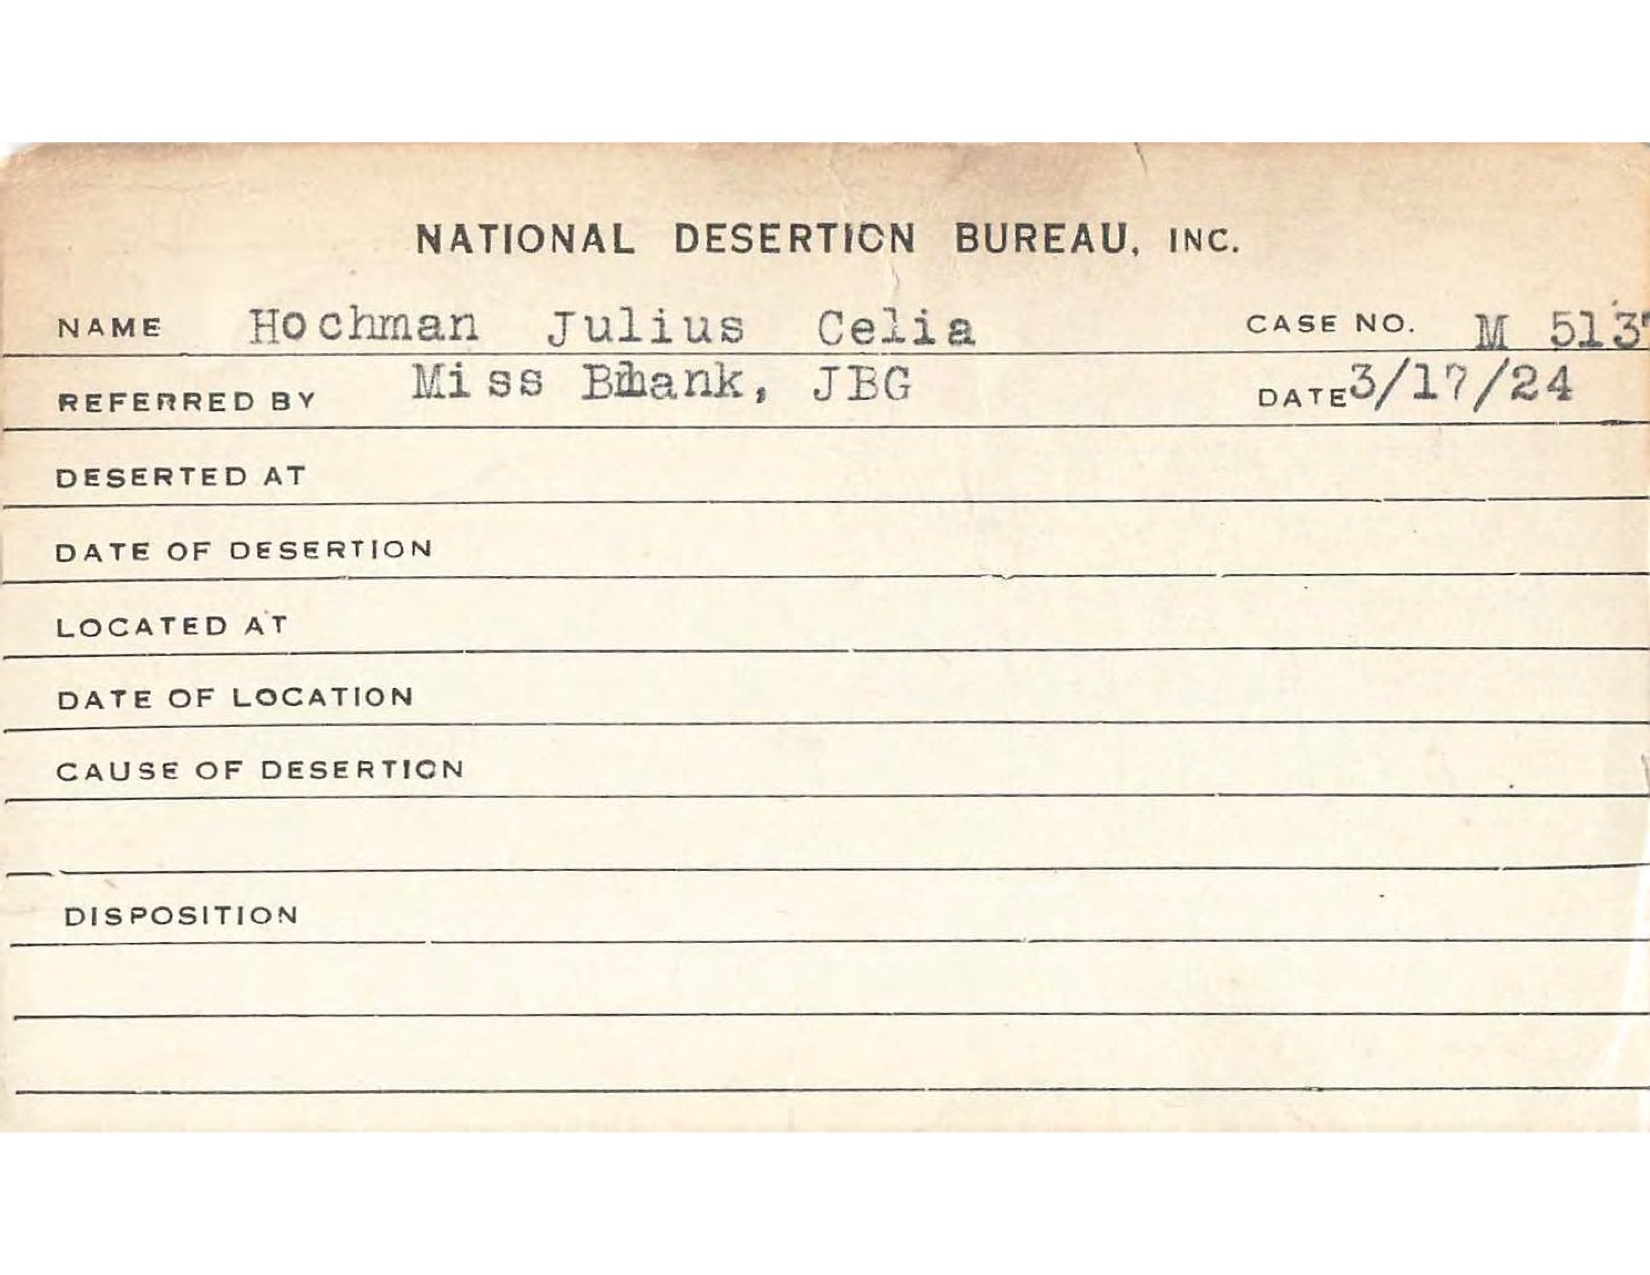 NATIONAL DESERTION BUREAU, INC.
NAME Hochman Julius Celia CASE NO. M 513
REFERRED BY Miss , JBG DATE 3/17/24
DESERTED AT
DATE OF DESERTION
LOCATED AT
DATE OF LOCATION
CAUSE OF DESERTION
DISPOSITION